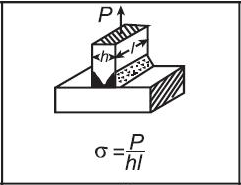 P
h l
σ = P/hl